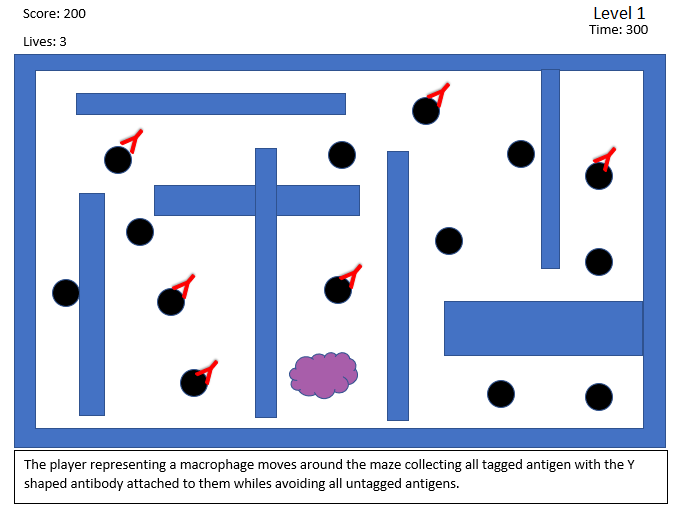 Score: 200
Level 1
Time: 300
Lives: 3
The player representing a macrophage moves around the maze collecting all tagged antigen with the Y
shaped antibody attached to them whiles avoiding all untagged antigens.